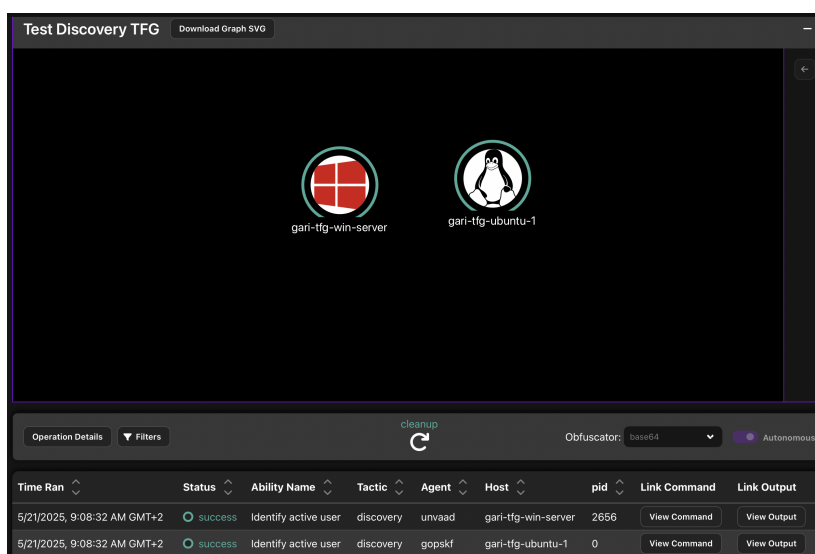 Test Discovery TFG Download Graph SVG
gari-tfg-win-server
gari-tfg-ubuntu-1
cleanup
Operation Details Filters Obfuscator: base64 Autonomous
Time Ran Status Ability Name Tactic Agent Host pid Link Command Link Output
5/21/2025, 9:08:32 AM GMT+2 success Identify active user discovery unvaad gari-tfg-win-server 2656 View Command View Output
5/21/2025, 9:08:32 AM GMT+2 success Identify active user discovery gopskf gari-tfg-ubuntu-1 0 View Command View Output